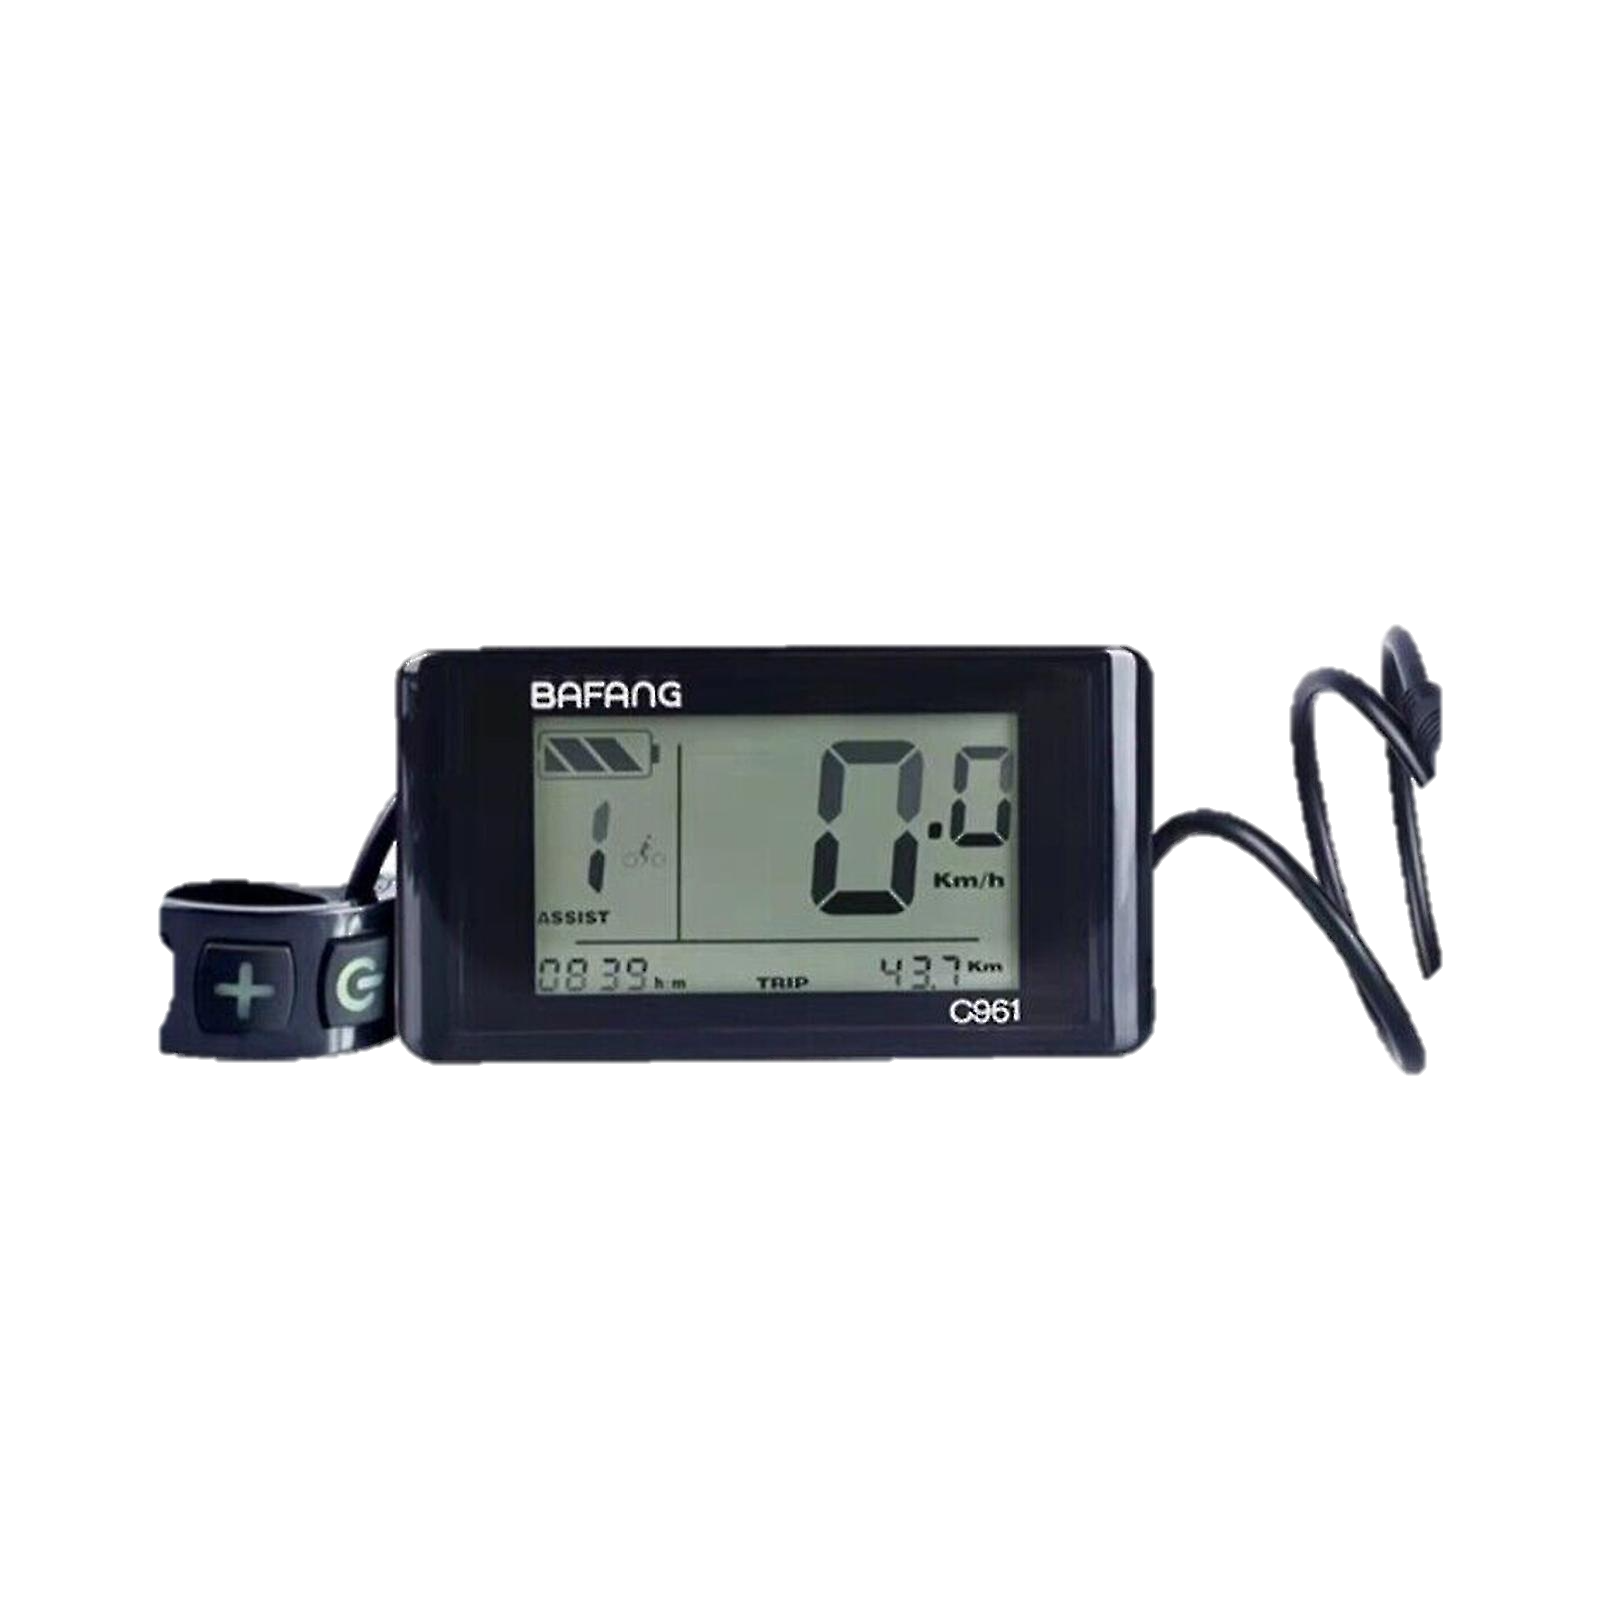 BAFANG
0.0
1
Km/h
ASSIST
0839 h:m TRIP 43.7 Km
C961